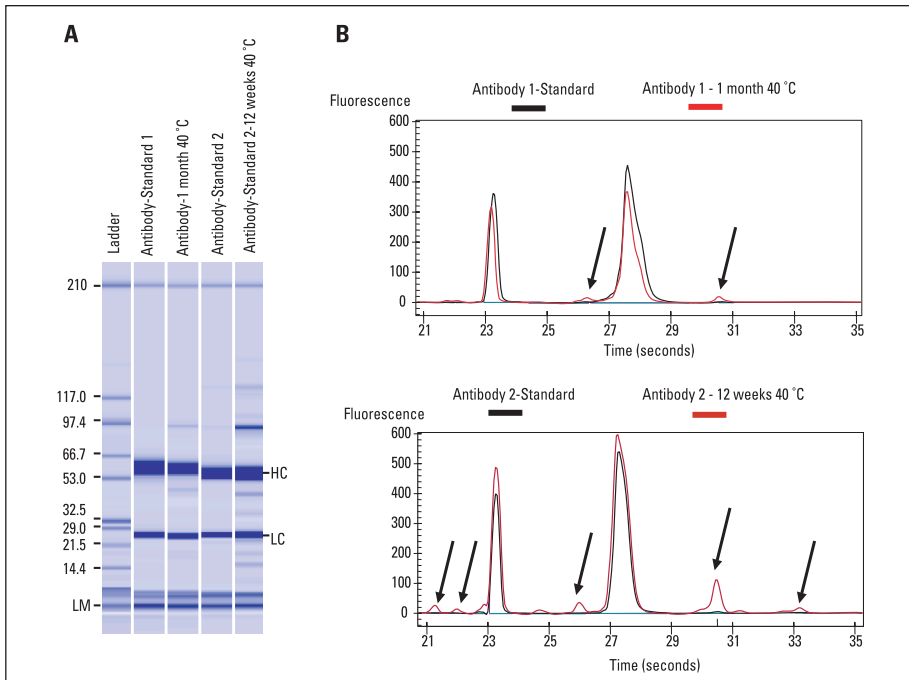 A
Ladder
Antibody-Standard 1
Antibody-1 month 40 ˚C
Antibody-Standard 2
Antibody-Standard 2-12 weeks 40 ˚C
210
117.0
97.4
66.7
53.0
32.5
29.0
21.5
14.4
LM
HC
LC
B
Antibody 1-Standard
Antibody 1 - 1 month 40 ˚C
Fluorescence
600
500
400
300
200
100
0
21 23 25 27 29 31 33 35
Time (seconds)
Antibody 2-Standard
Antibody 2 - 12 weeks 40 ˚C
Fluorescence
600
500
400
300
200
100
0
21 23 25 27 29 31 33 35
Time (seconds)